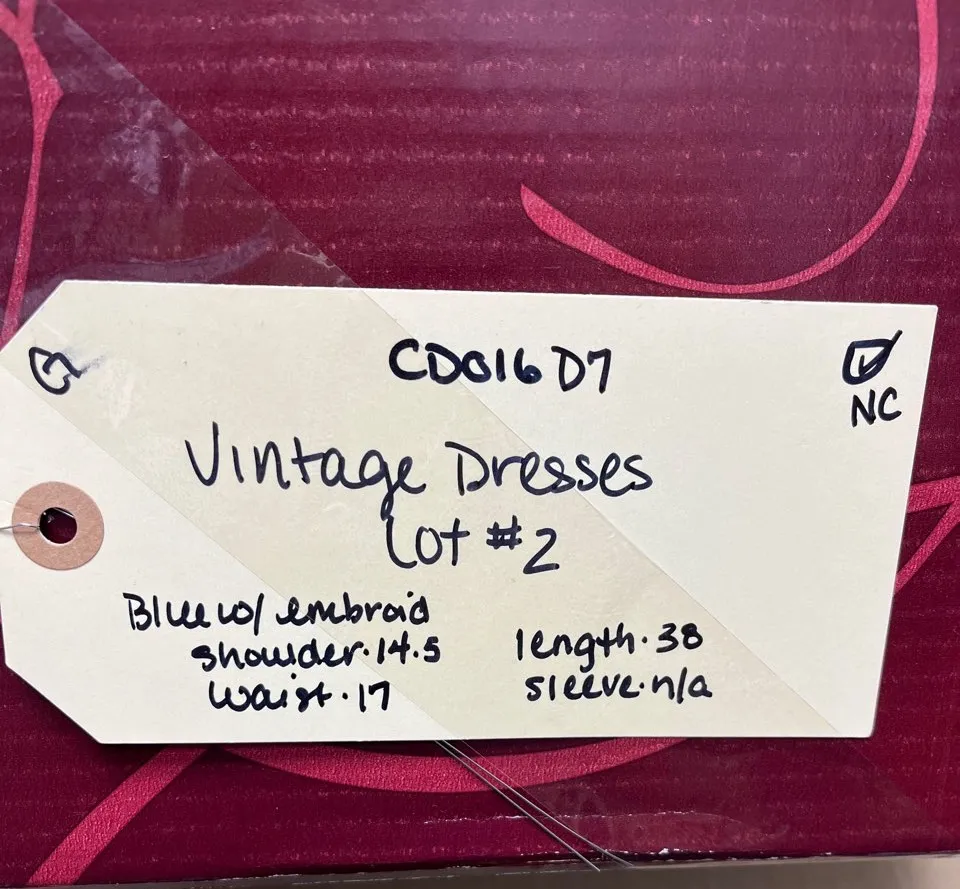 CD016D7
NC
Vintage Dresses
Lot #2
Blue w/ embroid
shoulder·14.5
length·38
waist·17
sleeve·n/a